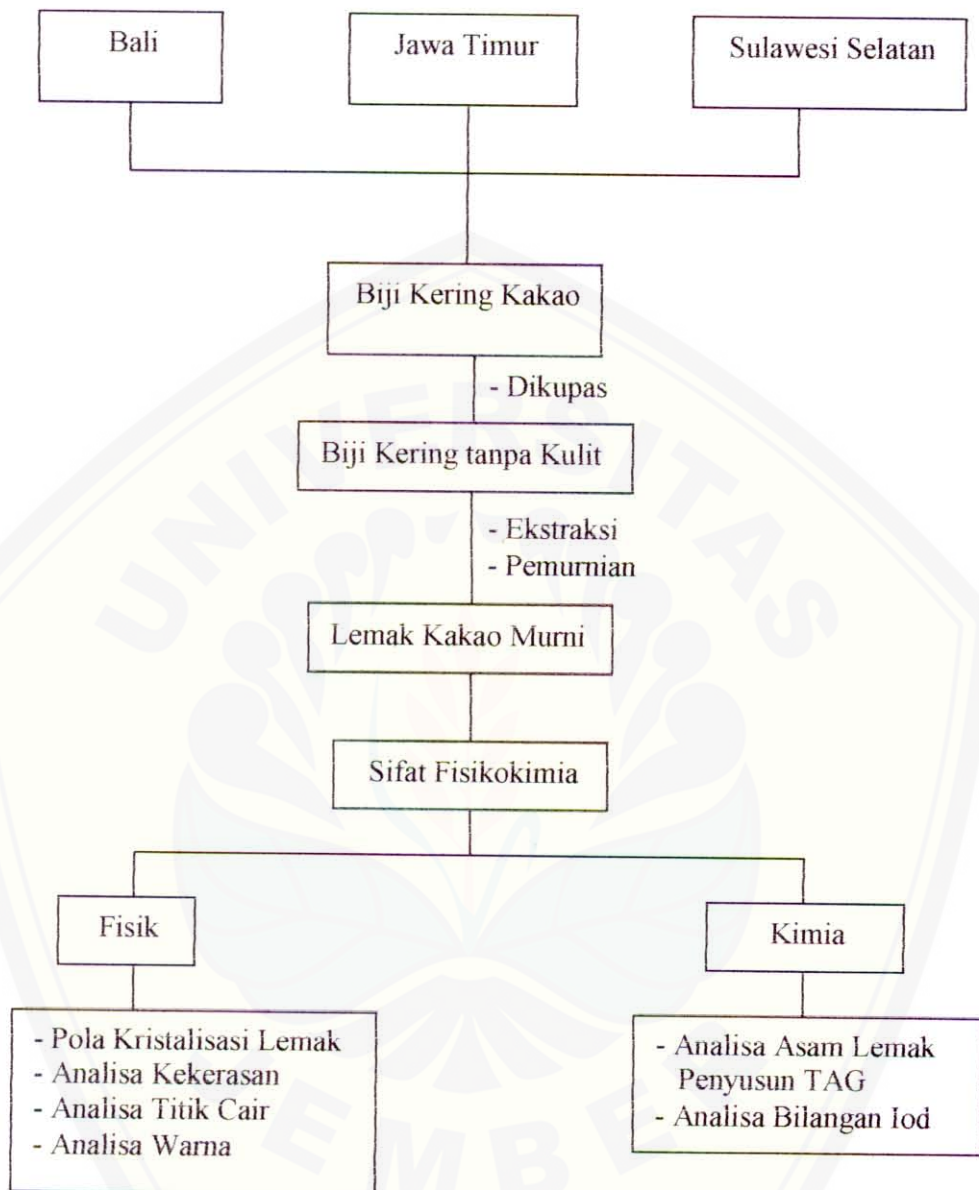 Bali
Jawa Timur
Sulawesi Selatan
Biji Kering Kakao
- Dikupas
Biji Kering tanpa Kulit
- Ekstraksi
- Pemurnian
Lemak Kakao Murni
Sifat Fisikokimia
Fisik
Kimia
- Pola Kristalisasi Lemak
- Analisa Kekerasan
- Analisa Titik Cair
- Analisa Warna
- Analisa Asam Lemak
Penyusun TAG
- Analisa Bilangan Iod
UNIVERSITAS
JEMBER